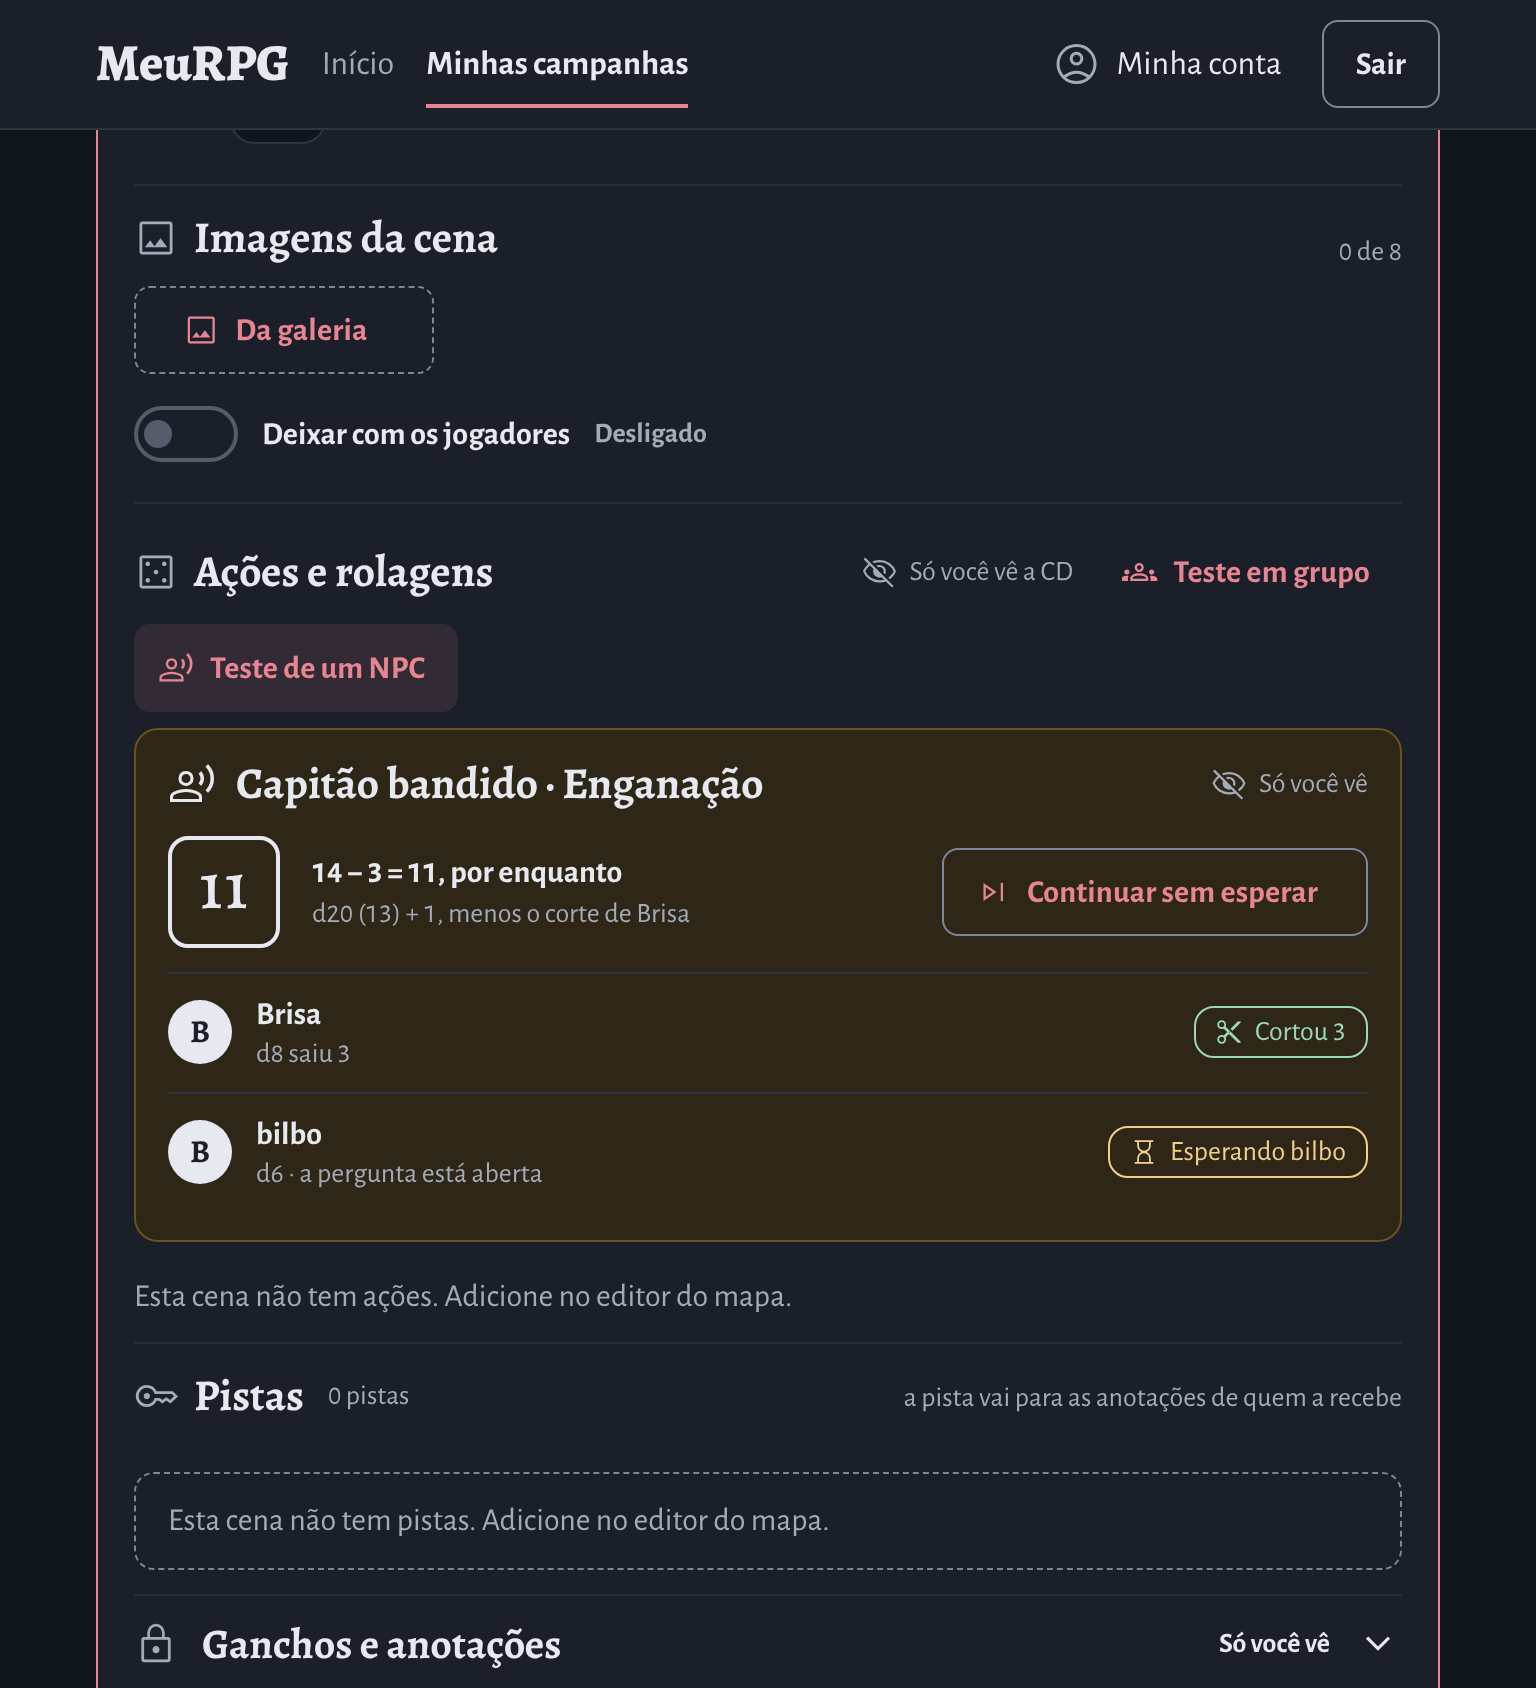 MeuRPG Início Minhas campanhas Minha conta Sair
Imagens da cena 0 de 8
Da galeria
Deixar com os jogadores Desligado
Ações e rolagens Só você vê a CD Teste em grupo
Teste de um NPC
Capitão bandido · Enganação Só você vê
11 14 – 3 = 11, por enquanto Continuar sem esperar
d20 (13) + 1, menos o corte de Brisa
B Brisa Cortou 3
d8 saiu 3
B bilbo Esperando bilbo
d6 · a pergunta está aberta
Esta cena não tem ações. Adicione no editor do mapa.
Pistas 0 pistas a pista vai para as anotações de quem a recebe
Esta cena não tem pistas. Adicione no editor do mapa.
Ganchos e anotações Só você vê